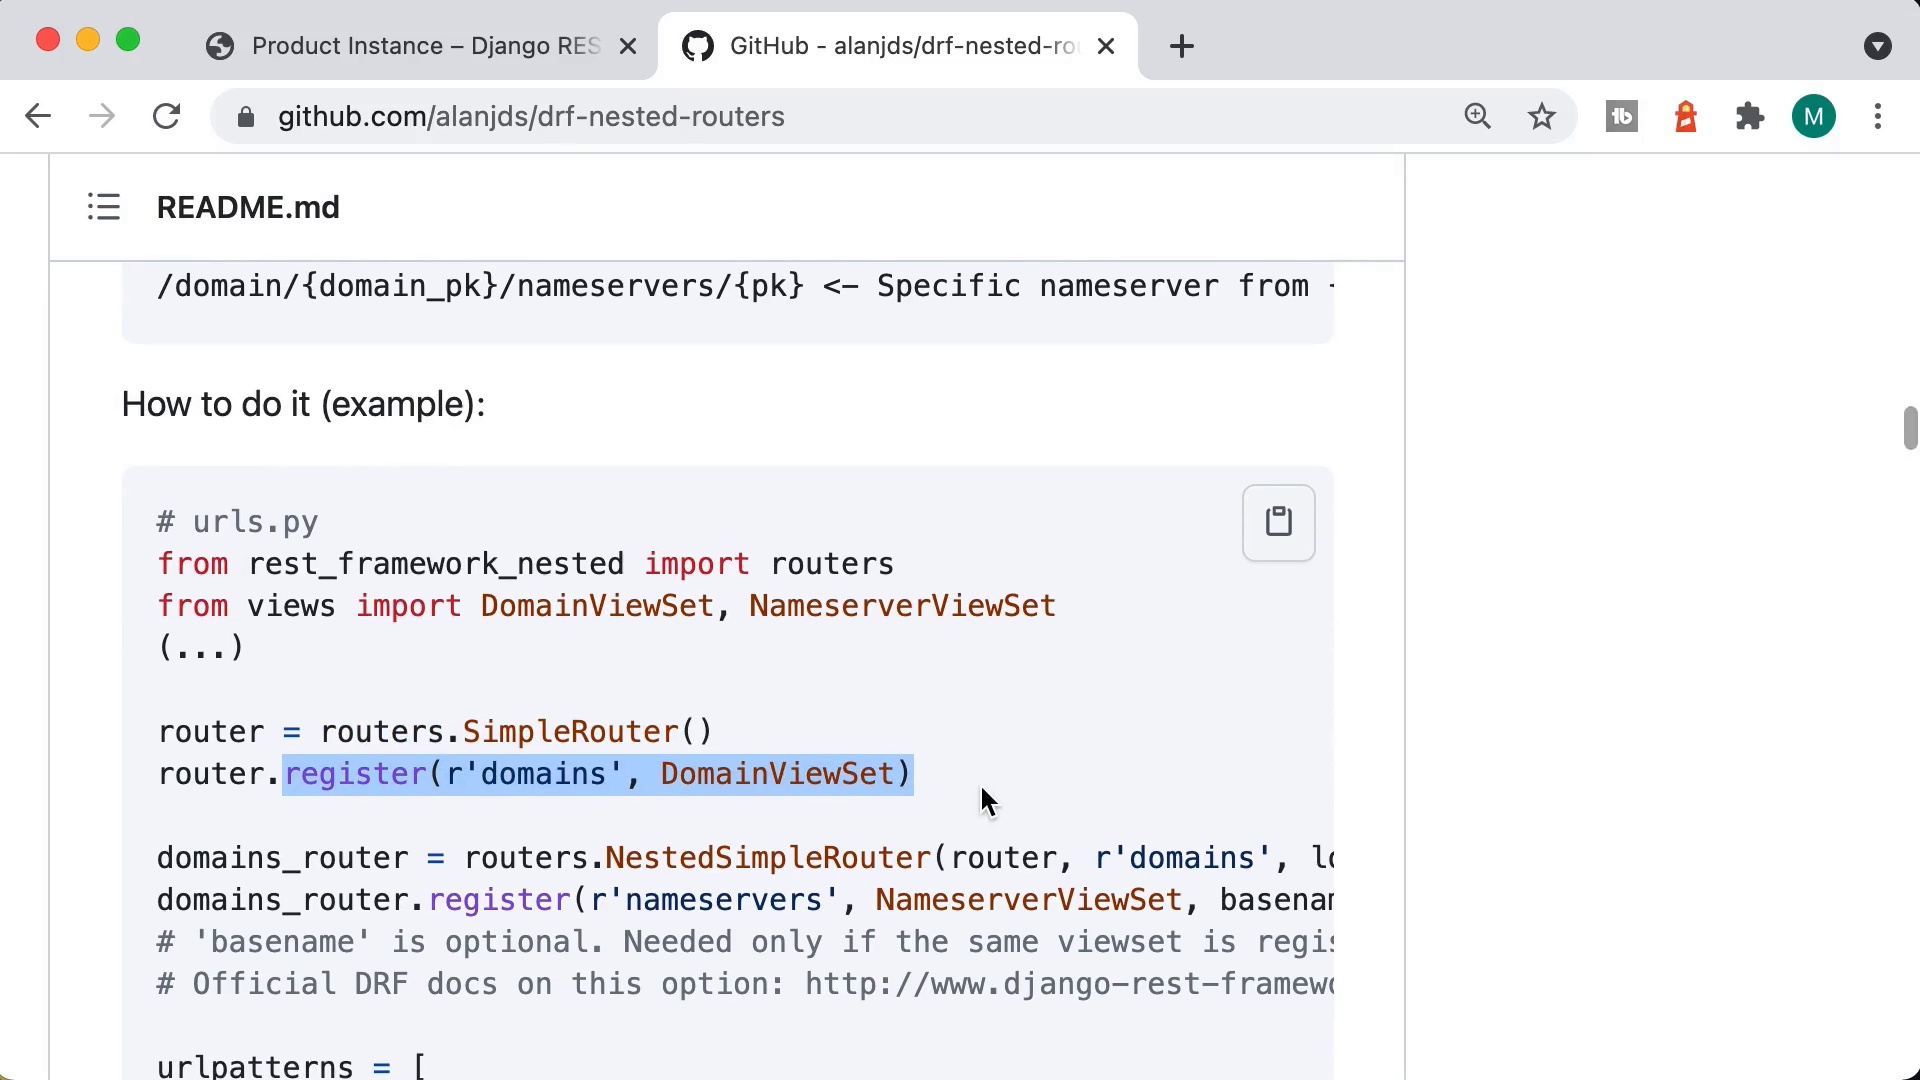 Product Instance – Django RES
GitHub - alanjds/drf-nested-rou
github.com/alanjds/drf-nested-routers
M
README.md
/domain/{domain_pk}/nameservers/{pk} <- Specific nameserver from
How to do it (example):
# urls.py
from rest_framework_nested import routers
from views import DomainViewSet, NameserverViewSet
(...)
router = routers.SimpleRouter()
router.register(r'domains', DomainViewSet)
domains_router = routers.NestedSimpleRouter(router, r'domains', lo
domains_router.register(r'nameservers', NameserverViewSet, basenam
# 'basename' is optional. Needed only if the same viewset is regis
# Official DRF docs on this option: http://www.django-rest-framewo
urlpatterns = [